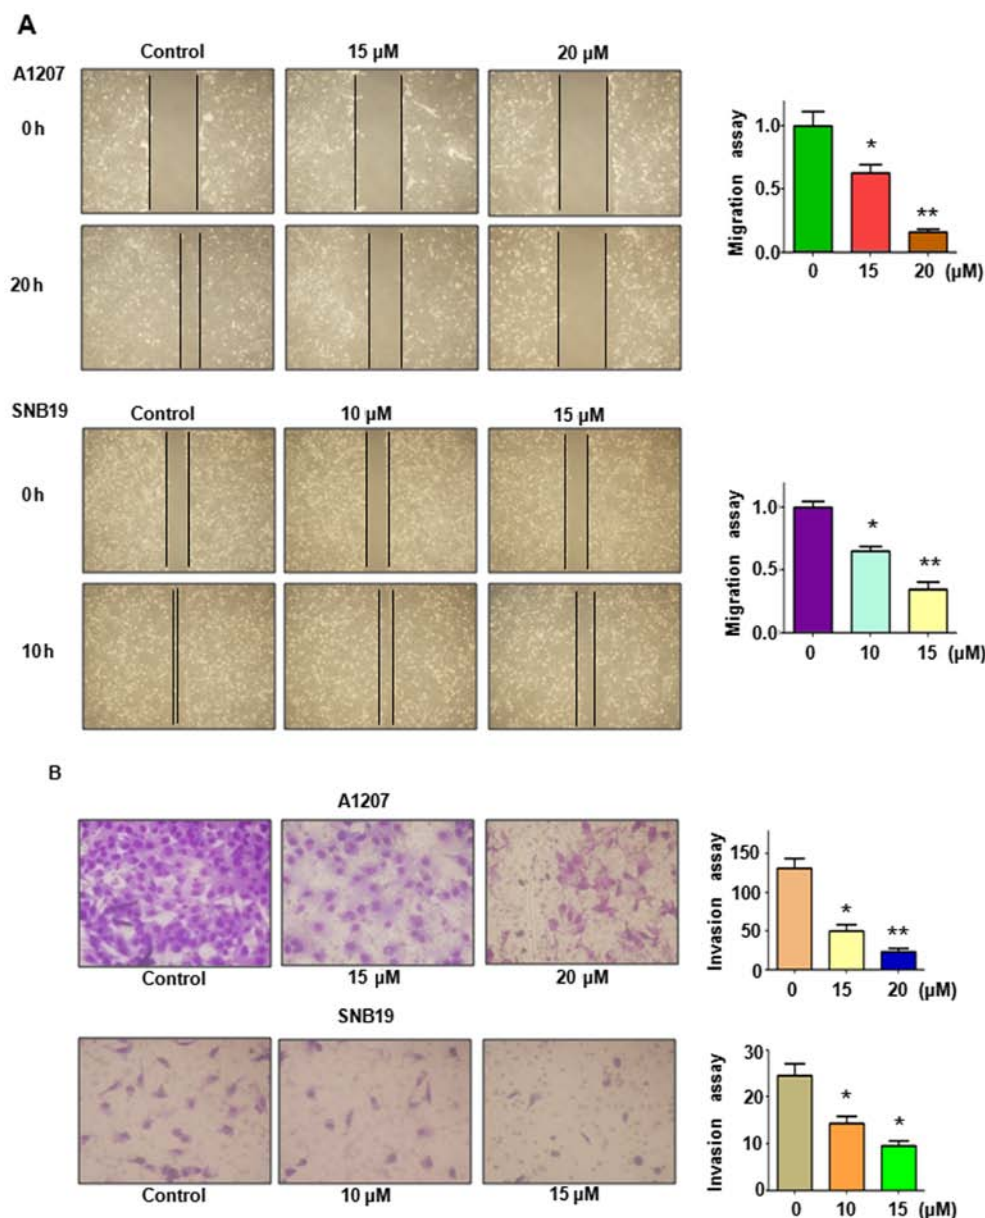 A
Control 15 µM 20 µM
A1207
0 h
20 h
Migration assay
1.0
0.5
0.0
*
**
0 15 20 (µM)
SNB19
Control 10 µM 15 µM
0 h
10 h
Migration assay
1.0
0.5
0.0
*
**
0 10 15 (µM)
B
A1207
Control 15 µM 20 µM
Invasion assay
150
100
50
0
*
**
0 15 20 (µM)
SNB19
Control 10 µM 15 µM
Invasion assay
30
20
10
0
*
*
0 10 15 (µM)